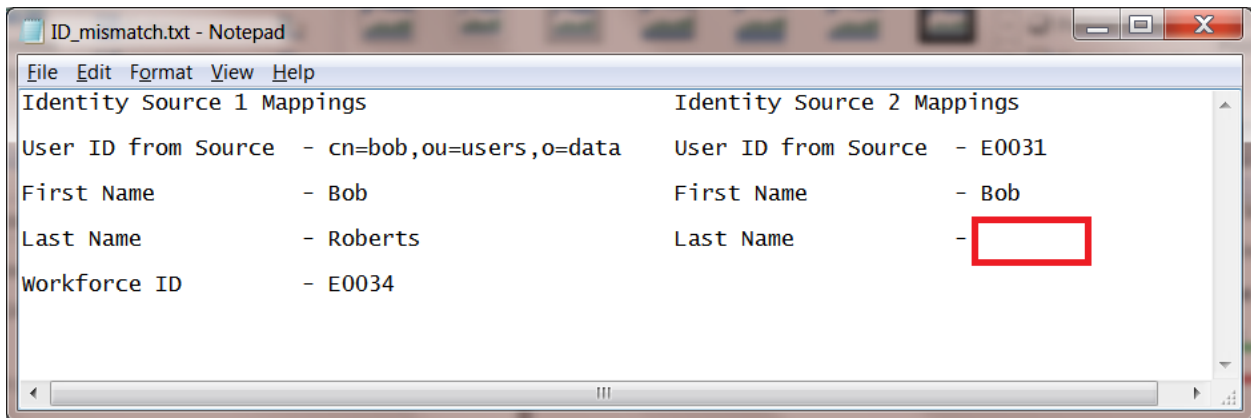 ID_mismatch.txt - Notepad
File Edit Format View Help
Identity Source 1 Mappings Identity Source 2 Mappings
User ID from Source - cn=bob,ou=users,o=data User ID from Source - E0031
First Name - Bob First Name - Bob
Last Name - Roberts Last Name -
Workforce ID - E0034